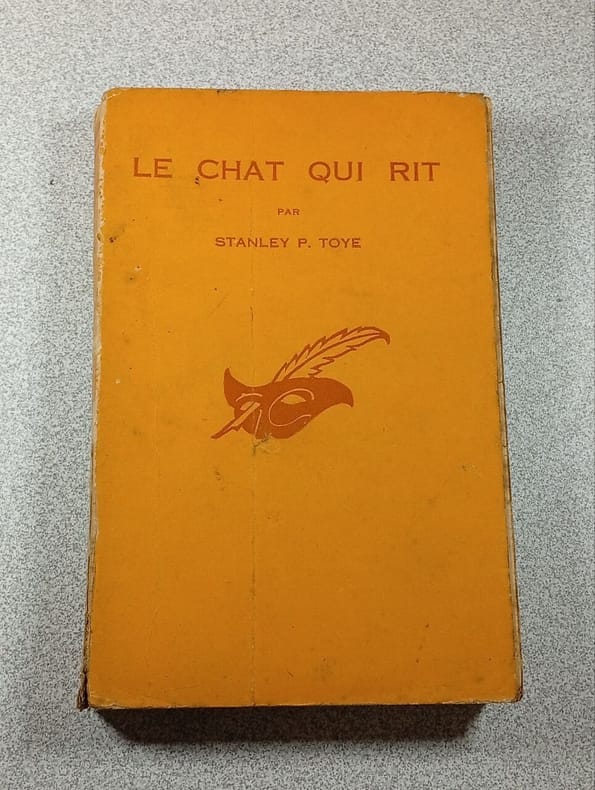 LE CHAT QUI RIT
PAR
STANLEY P. TOYE